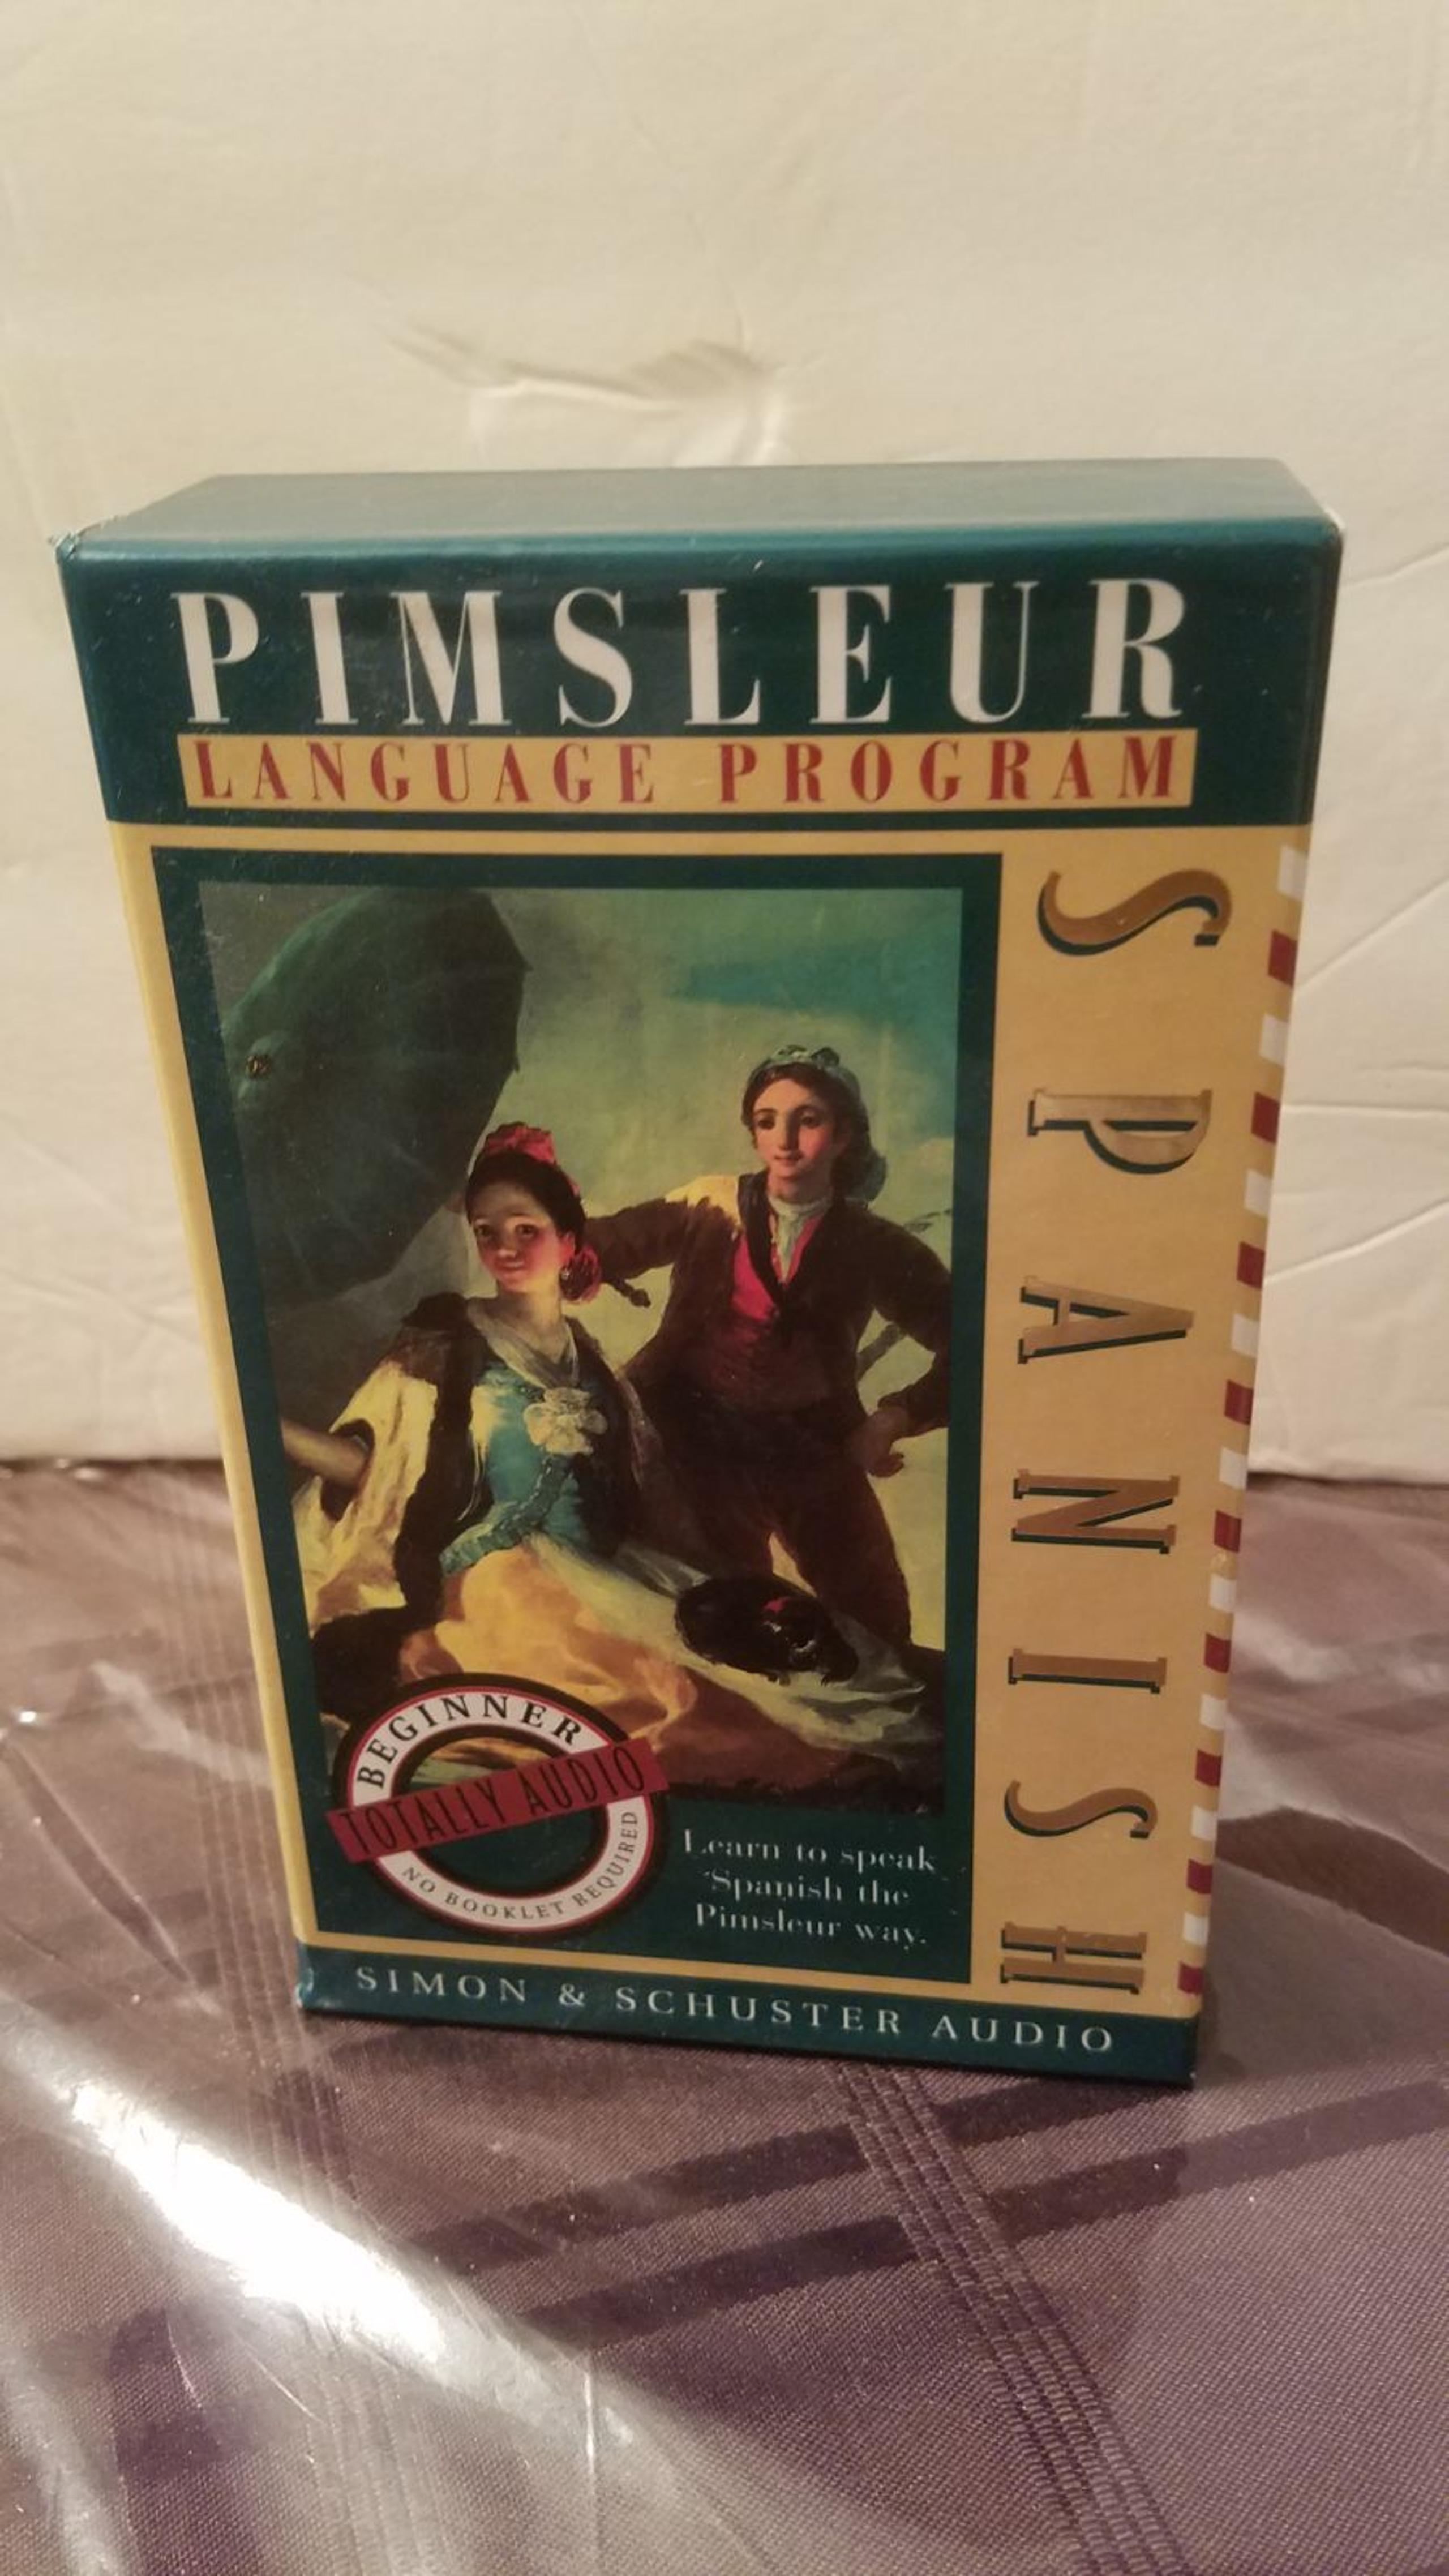 PIMSLEUR
LANGUAGE PROGRAM
SPANISH
BEGINNER
TOTALLY AUDIO
NO BOOKLET REQUIRED
Learn to speak
Spanish the
Pimsleur way.
SIMON & SCHUSTER AUDIO